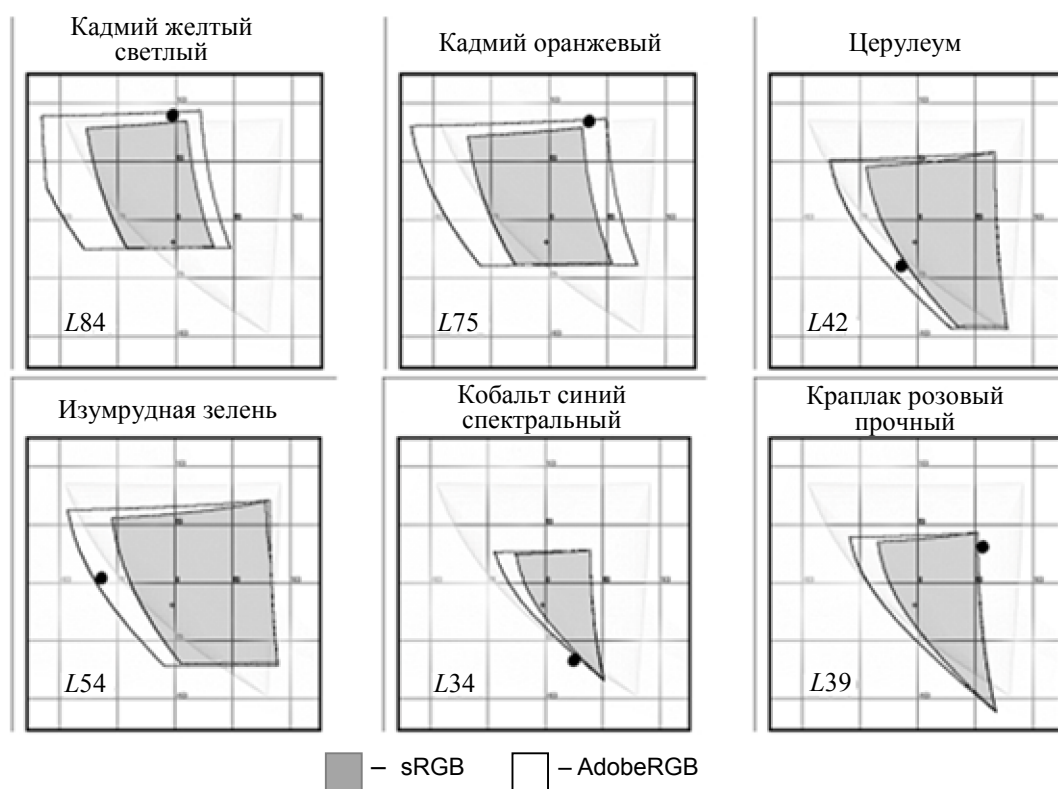 Кадмий желтый
светлый
Кадмий оранжевый
Церулеум
L84
L75
L42
Изумрудная зелень
Кобальт синий
спектральный
Краплак розовый
прочный
L54
L34
L39
– sRGB
– AdobeRGB